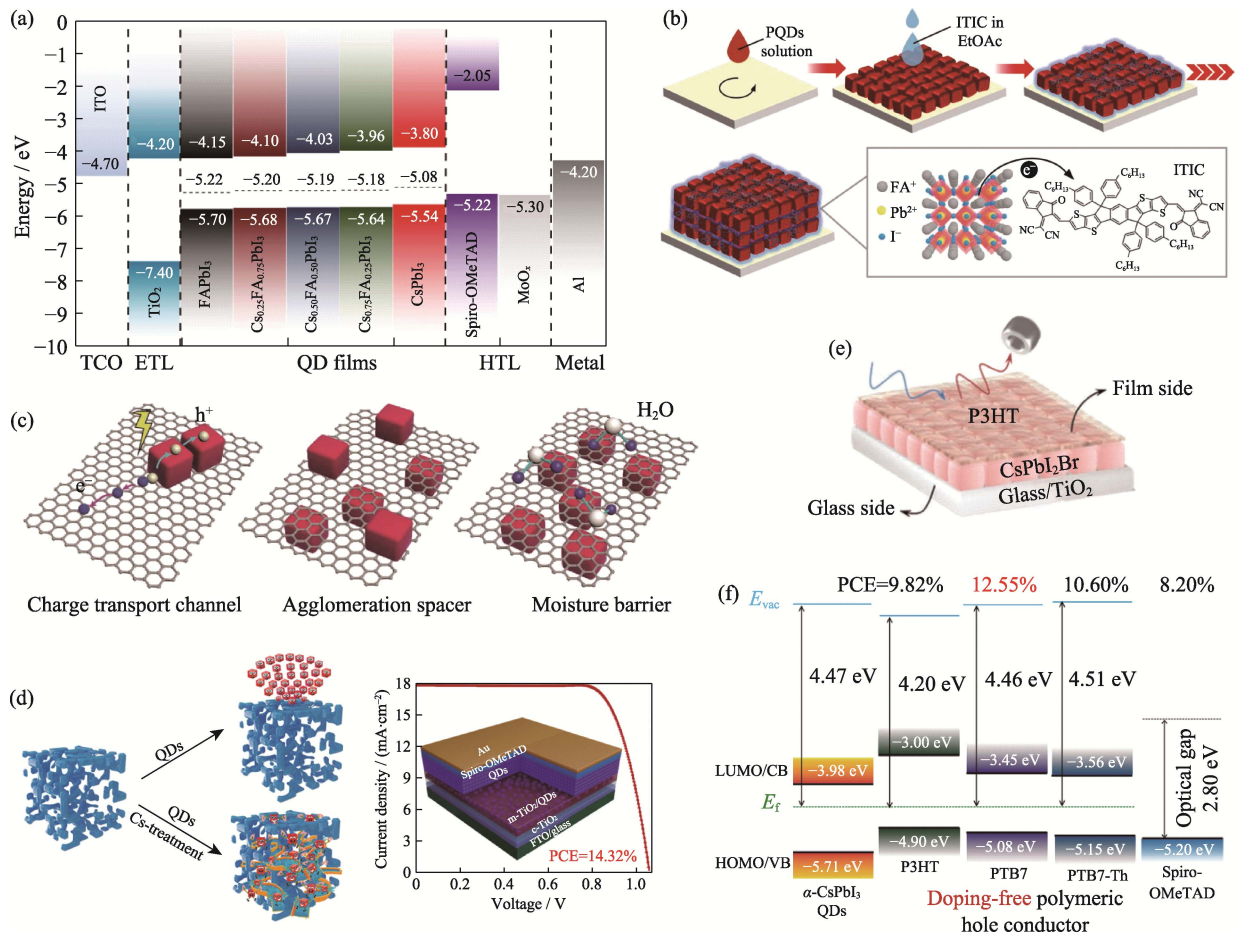 (a)
0
−1
−2
−3
−4
−5
−6
−7
−8
−9
−10
Energy / eV
ITO
−4.70
−4.20
−7.40
TiO₂
−4.15
−5.22
−5.70
FAPbI₃
−4.10
−5.20
−5.68
Cs₀.₂₅FA₀.₇₅PbI₃
−4.03
−5.19
−5.67
Cs₀.₅₀FA₀.₅₀PbI₃
−3.96
−5.18
−5.64
Cs₀.₇₅FA₀.₂₅PbI₃
−3.80
−5.08
−5.54
CsPbI₃
−2.05
−5.22
Spiro-OMeTAD
−5.30
MoOₓ
−4.20
Al
TCO ETL QD films HTL Metal
(b)
PQDs
solution
ITIC in
EtOAc
FA⁺
Pb²⁺
I⁻
e⁻
ITIC
C₆H₁₃
C₆H₁₃
C₆H₁₃
C₆H₁₃
O
O
NC
CN
NC
CN
S
S
S
S
(c)
h⁺
e⁻
H₂O
Charge transport channel
Agglomeration spacer
Moisture barrier
(d)
QDs
QDs
Cs-treatment
Current density / (mA·cm⁻²)
18
15
12
9
6
3
0
0 0.2 0.4 0.6 0.8 1.0
Voltage / V
Au
Spiro-OMeTAD
QDs
m-TiO₂/QDs
c-TiO₂
FTO/glass
PCE=14.32%
(e)
P3HT
Film side
CsPbI₂Br
Glass/TiO₂
Glass side
(f)
PCE=9.82% 12.55% 10.60% 8.20%
Evac
4.47 eV
4.20 eV
4.46 eV
4.51 eV
−3.00 eV
−3.45 eV
−3.56 eV
LUMO/CB
−3.98 eV
Optical gap
2.80 eV
Ef
−4.90 eV
−5.08 eV
−5.15 eV
−5.20 eV
HOMO/VB
−5.71 eV
P3HT
PTB7
PTB7-Th
Spiro-
OMeTAD
α-CsPbI₃
QDs
Doping-free polymeric
hole conductor